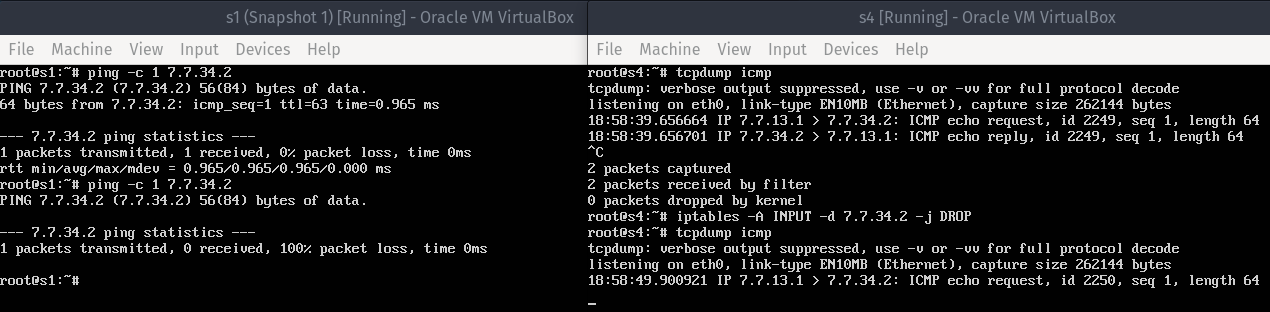 s1 (Snapshot 1) [Running] - Oracle VM VirtualBox
File Machine View Input Devices Help
root@s1:~# ping -c 1 7.7.34.2
PING 7.7.34.2 (7.7.34.2) 56(84) bytes of data.
64 bytes from 7.7.34.2: icmp_seq=1 ttl=63 time=0.965 ms
--- 7.7.34.2 ping statistics ---
1 packets transmitted, 1 received, 0% packet loss, time 0ms
rtt min/avg/max/mdev = 0.965/0.965/0.965/0.000 ms
root@s1:~# ping -c 1 7.7.34.2
PING 7.7.34.2 (7.7.34.2) 56(84) bytes of data.
--- 7.7.34.2 ping statistics ---
1 packets transmitted, 0 received, 100% packet loss, time 0ms
root@s1:~#
s4 [Running] - Oracle VM VirtualBox
File Machine View Input Devices Help
root@s4:~# tcpdump icmp
tcpdump: verbose output suppressed, use -v or -vv for full protocol decode
listening on eth0, link-type EN10MB (Ethernet), capture size 262144 bytes
18:58:39.656664 IP 7.7.13.1 > 7.7.34.2: ICMP echo request, id 2249, seq 1, length 64
18:58:39.656701 IP 7.7.34.2 > 7.7.13.1: ICMP echo reply, id 2249, seq 1, length 64
^C
2 packets captured
2 packets received by filter
0 packets dropped by kernel
root@s4:~# iptables -A INPUT -d 7.7.34.2 -j DROP
root@s4:~# tcpdump icmp
tcpdump: verbose output suppressed, use -v or -vv for full protocol decode
listening on eth0, link-type EN10MB (Ethernet), capture size 262144 bytes
18:58:49.900921 IP 7.7.13.1 > 7.7.34.2: ICMP echo request, id 2250, seq 1, length 64